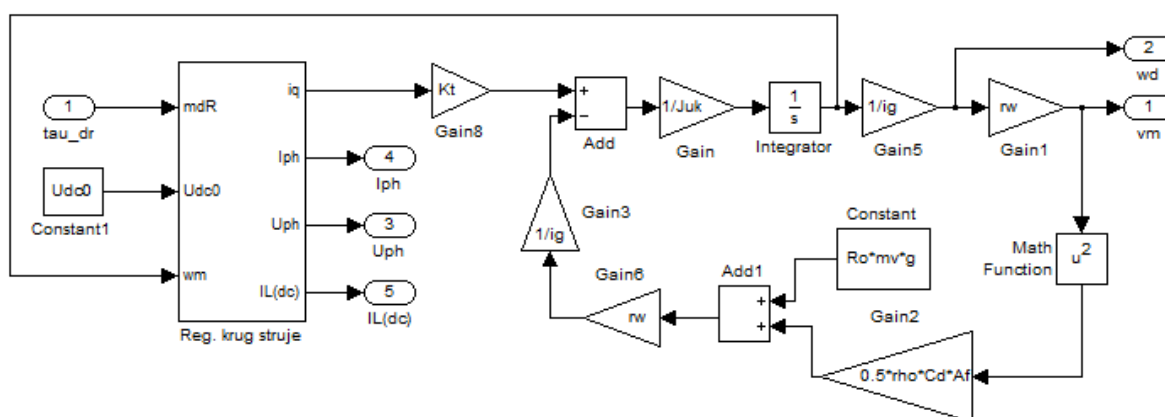 1
tau_dr
Udc0
Constant1
mdR
Udc0
wm
iq
Iph
Uph
IL(dc)
Reg. krug struje
4
Iph
3
Uph
5
IL(dc)
Kt
Gain8
+
−
Add
1/Juk
Gain
1
s
Integrator
1/ig
Gain5
rw
Gain1
2
wd
1
vm
1/ig
Gain3
Gain6
rw
Add1
+
+
Constant
Ro*mv*g
Math
Function
u²
Gain2
0.5*rho*Cd*Af